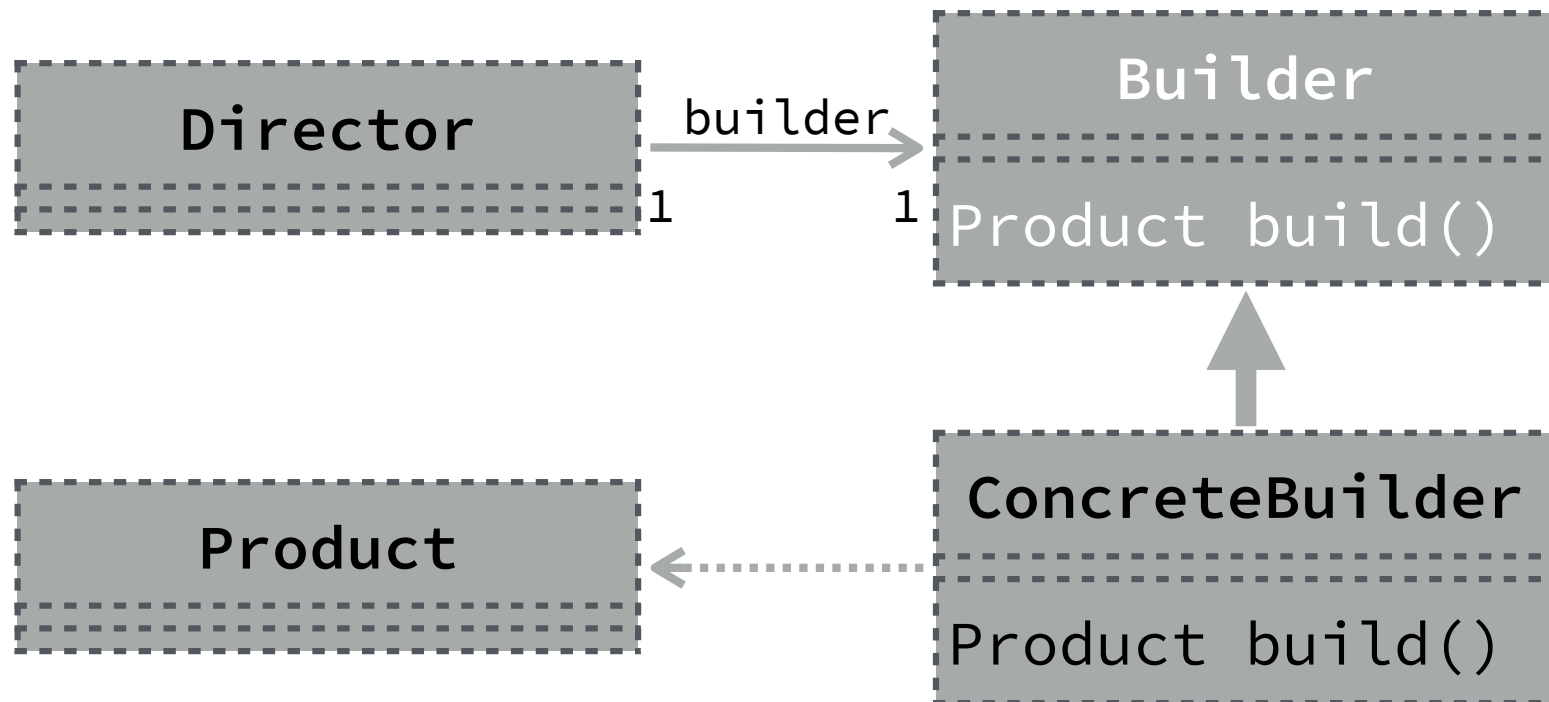 Director
builder
1
1
Builder
Product build()
Product
ConcreteBuilder
Product build()